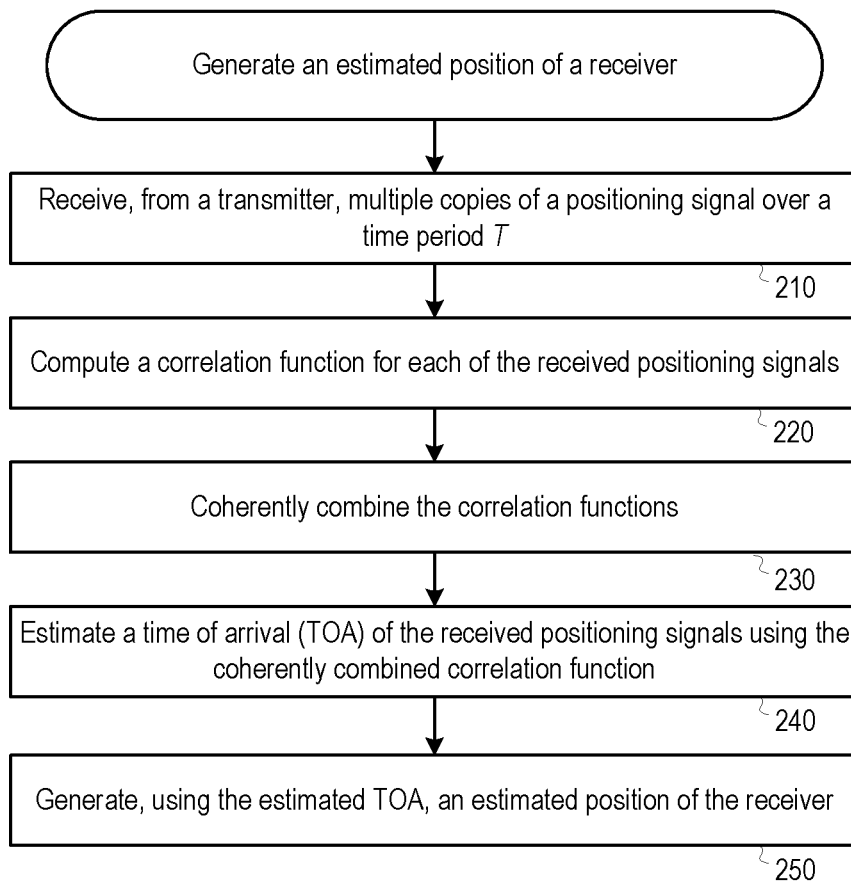 Generate an estimated position of a receiver
Receive, from a transmitter, multiple copies of a positioning signal over a
time period T
210
Compute a correlation function for each of the received positioning signals
220
Coherently combine the correlation functions
230
Estimate a time of arrival (TOA) of the received positioning signals using the
coherently combined correlation function
240
Generate, using the estimated TOA, an estimated position of the receiver
250